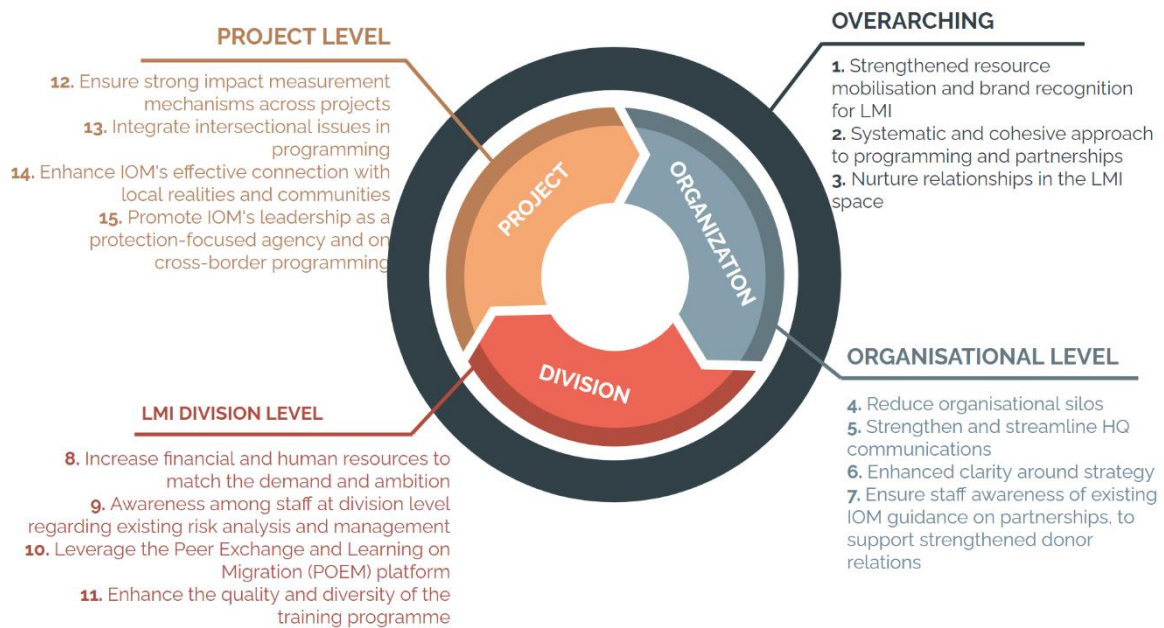 PROJECT LEVEL
12. Ensure strong impact measurement
mechanisms across projects
13. Integrate intersectional issues in
programming
14. Enhance IOM's effective connection with
local realities and communities
15. Promote IOM's leadership as a
protection-focused agency and on
cross-border programming
OVERARCHING
1. Strengthened resource
mobilisation and brand recognition
for LMI
2. Systematic and cohesive approach
to programming and partnerships
3. Nurture relationships in the LMI
space
PROJECT
ORGANIZATION
DIVISION
LMI DIVISION LEVEL
8. Increase financial and human resources to
match the demand and ambition
9. Awareness among staff at division level
regarding existing risk analysis and management
10. Leverage the Peer Exchange and Learning on
Migration (POEM) platform
11. Enhance the quality and diversity of the
training programme
ORGANISATIONAL LEVEL
4. Reduce organisational silos
5. Strengthen and streamline HQ
communications
6. Enhanced clarity around strategy
7. Ensure staff awareness of existing
IOM guidance on partnerships, to
support strengthened donor
relations